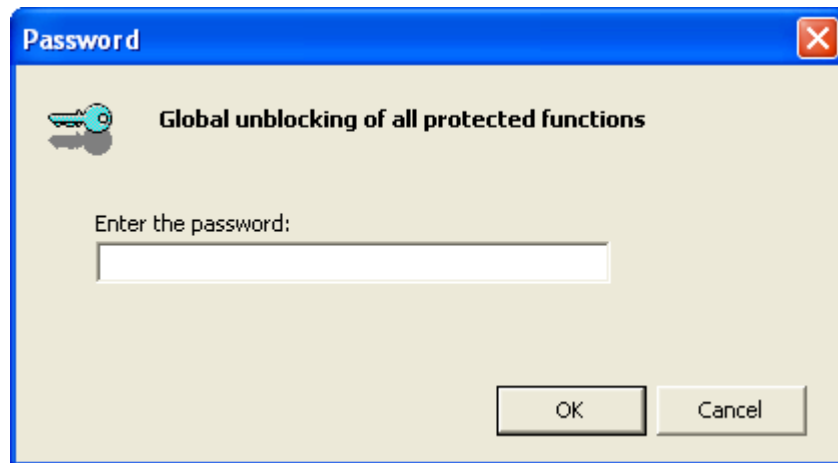 Password
Global unblocking of all protected functions
Enter the password:
OK Cancel